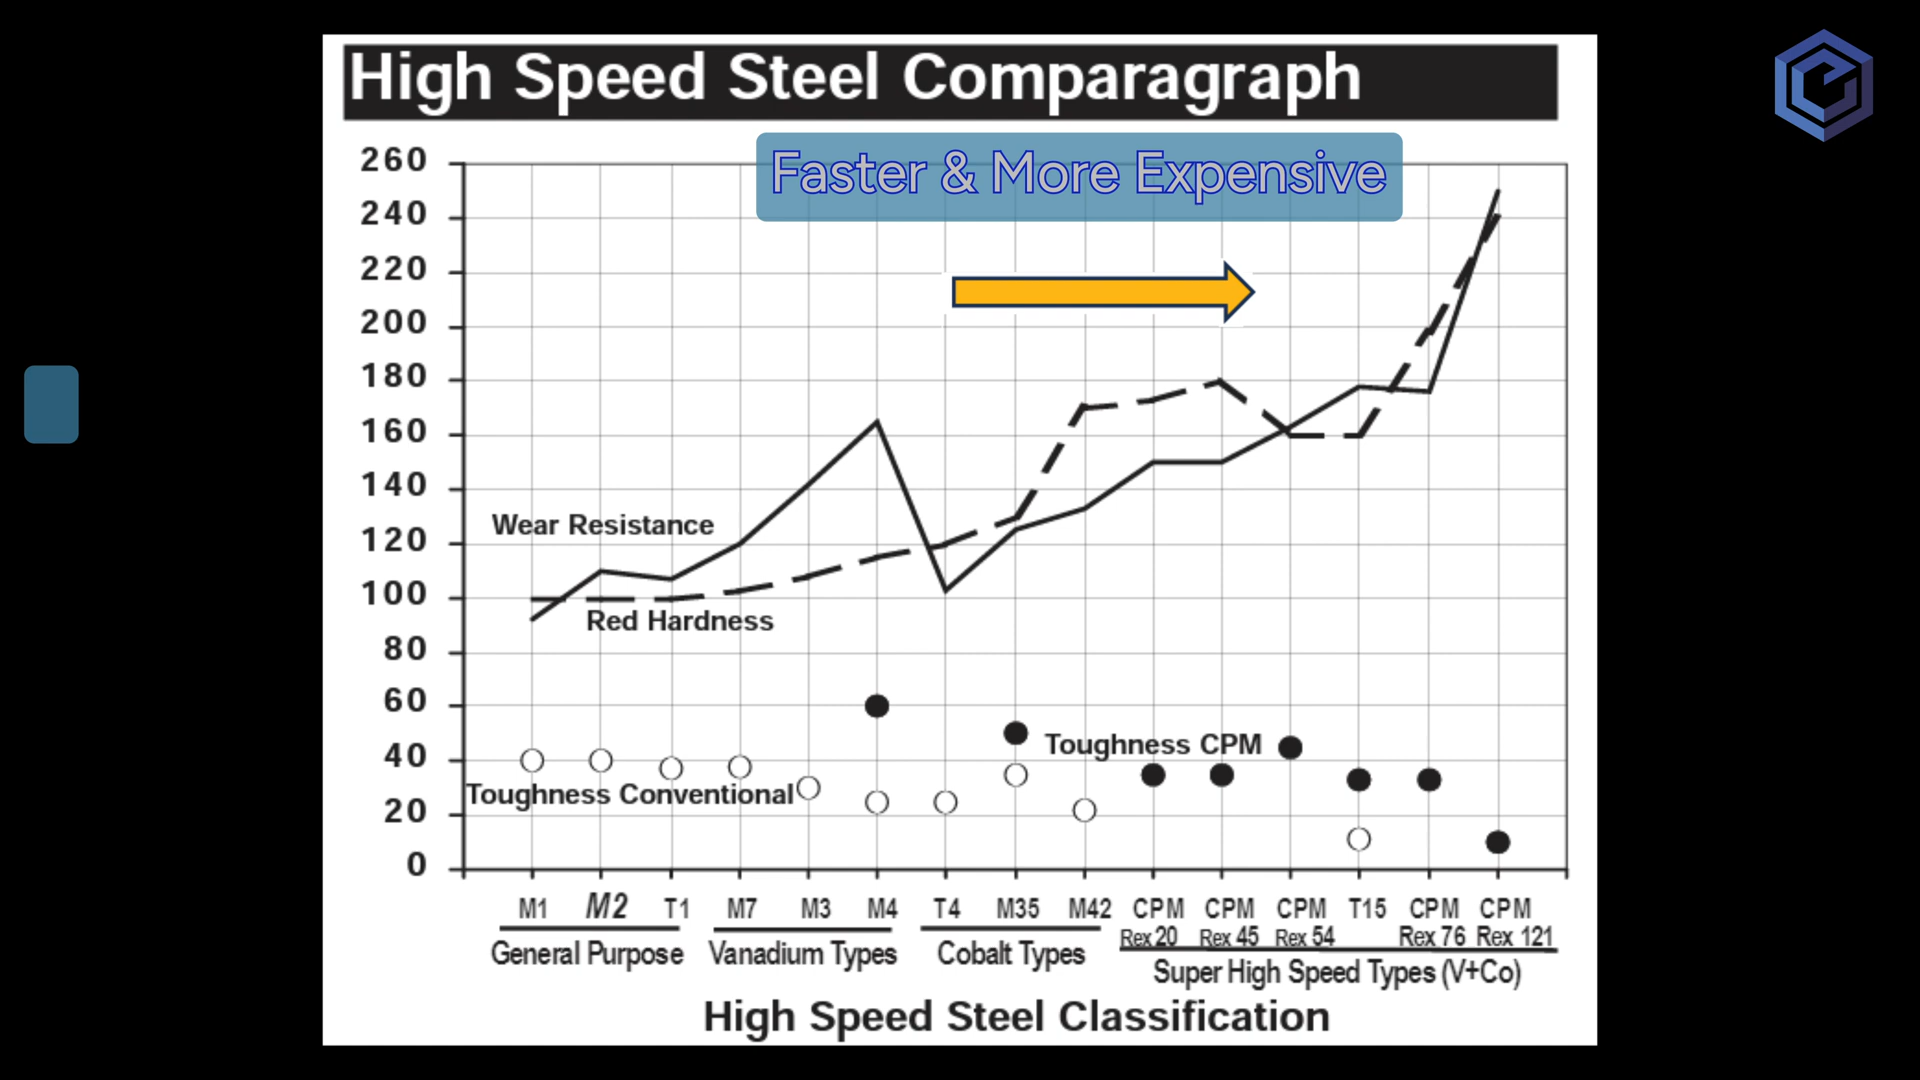 High Speed Steel Comparagraph
Faster & More Expensive
260
240
220
200
180
160
140
120
100
80
60
40
20
0
Wear Resistance
Red Hardness
Toughness CPM
Toughness Conventional
M1 M2 T1 M7 M3 M4 T4 M35 M42 CPM CPM CPM T15 CPM CPM
Rex 20 Rex 45 Rex 54 Rex 76 Rex 121
General Purpose Vanadium Types Cobalt Types
Super High Speed Types (V+Co)
High Speed Steel Classification